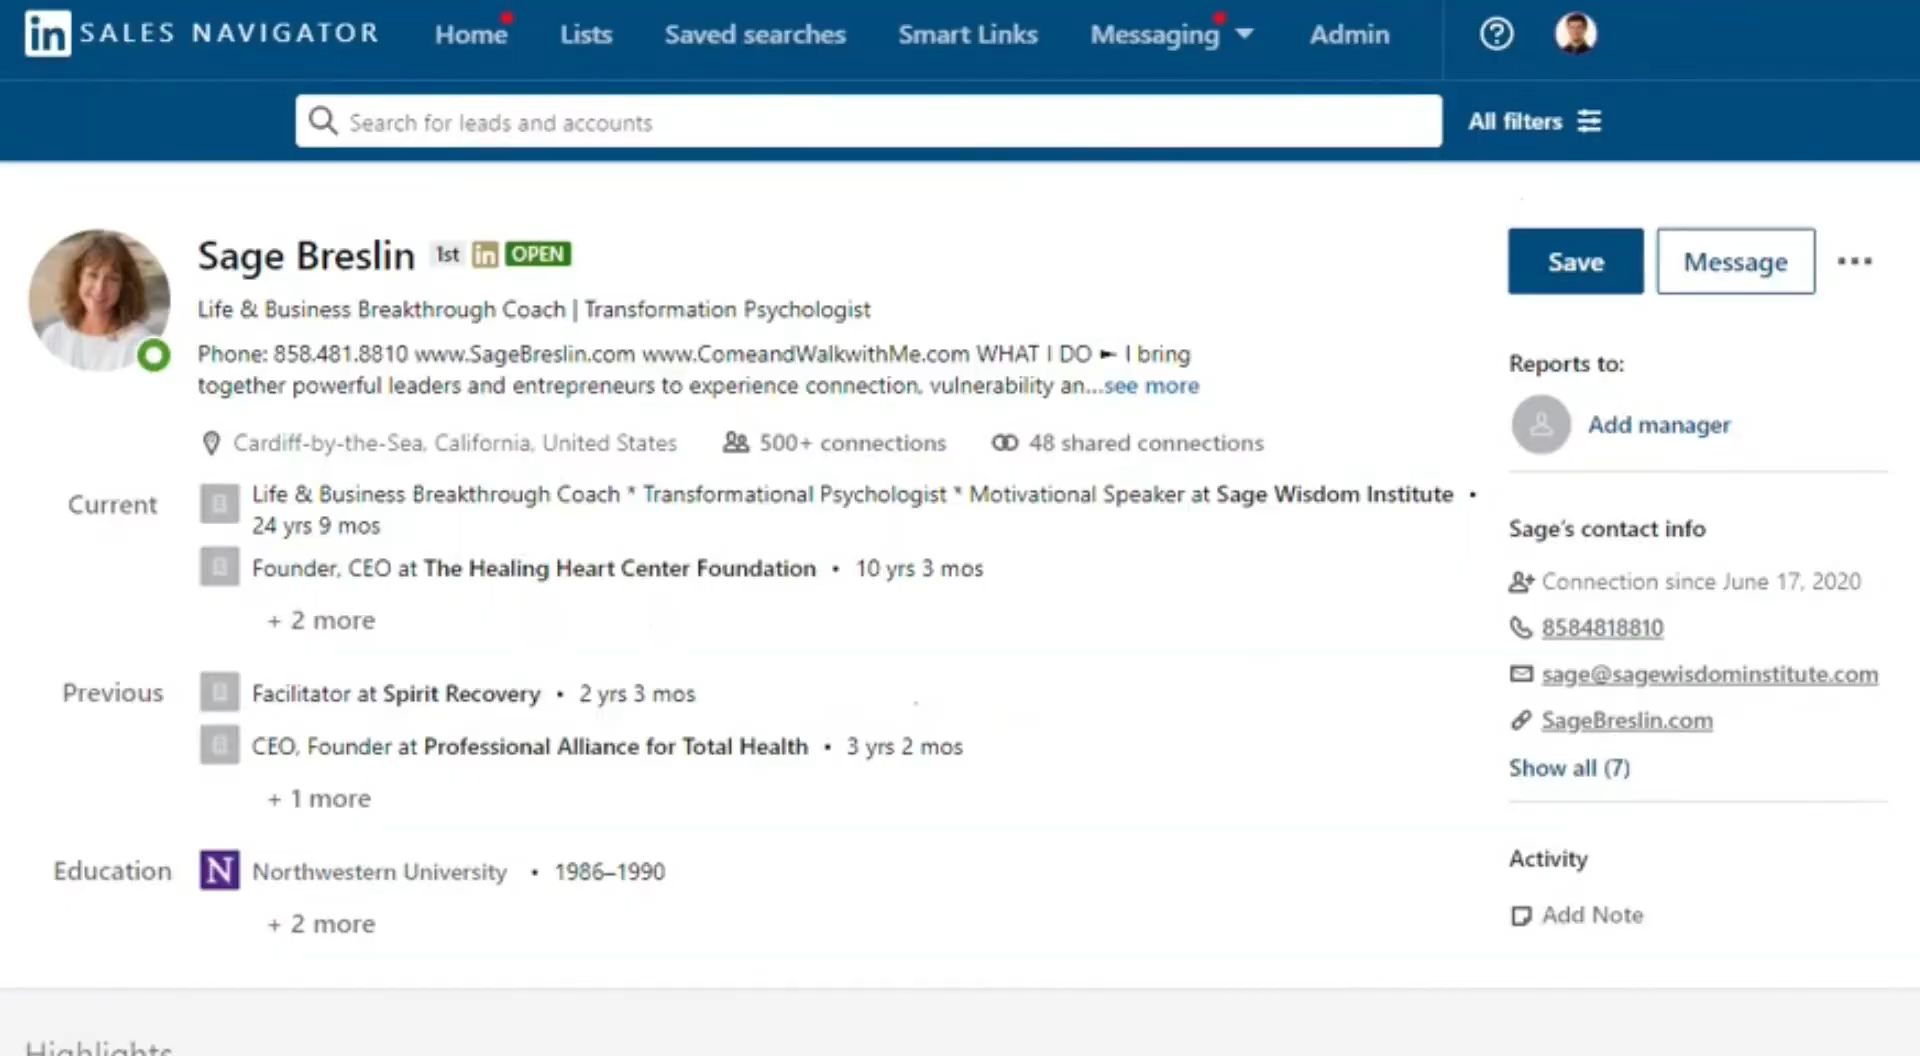 in SALES NAVIGATOR
Home
Lists
Saved searches
Smart Links
Messaging
Admin
Search for leads and accounts
All filters
Sage Breslin 1st in OPEN
Life & Business Breakthrough Coach | Transformation Psychologist
Phone: 858.481.8810 www.SageBreslin.com www.ComeandWalkwithMe.com WHAT I DO ► I bring
together powerful leaders and entrepreneurs to experience connection, vulnerability an...see more
Cardiff-by-the-Sea, California, United States
500+ connections
48 shared connections
Current
Life & Business Breakthrough Coach * Transformational Psychologist * Motivational Speaker at Sage Wisdom Institute •
24 yrs 9 mos
Founder, CEO at The Healing Heart Center Foundation • 10 yrs 3 mos
+ 2 more
Previous
Facilitator at Spirit Recovery • 2 yrs 3 mos
CEO, Founder at Professional Alliance for Total Health • 3 yrs 2 mos
+ 1 more
Education
N
Northwestern University • 1986–1990
+ 2 more
Save
Message
Reports to:
Add manager
Sage's contact info
Connection since June 17, 2020
8584818810
sage@sagewisdominstitute.com
SageBreslin.com
Show all (7)
Activity
Add Note
Highlights